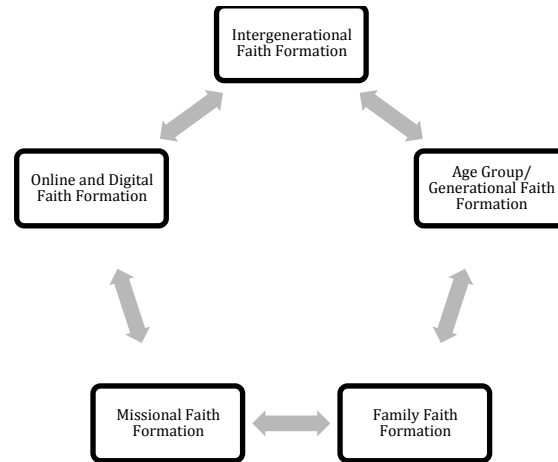 Intergenerational
Faith Formation
Online and Digital
Faith Formation
Age Group/
Generational Faith
Formation
Missional Faith
Formation
Family Faith
Formation